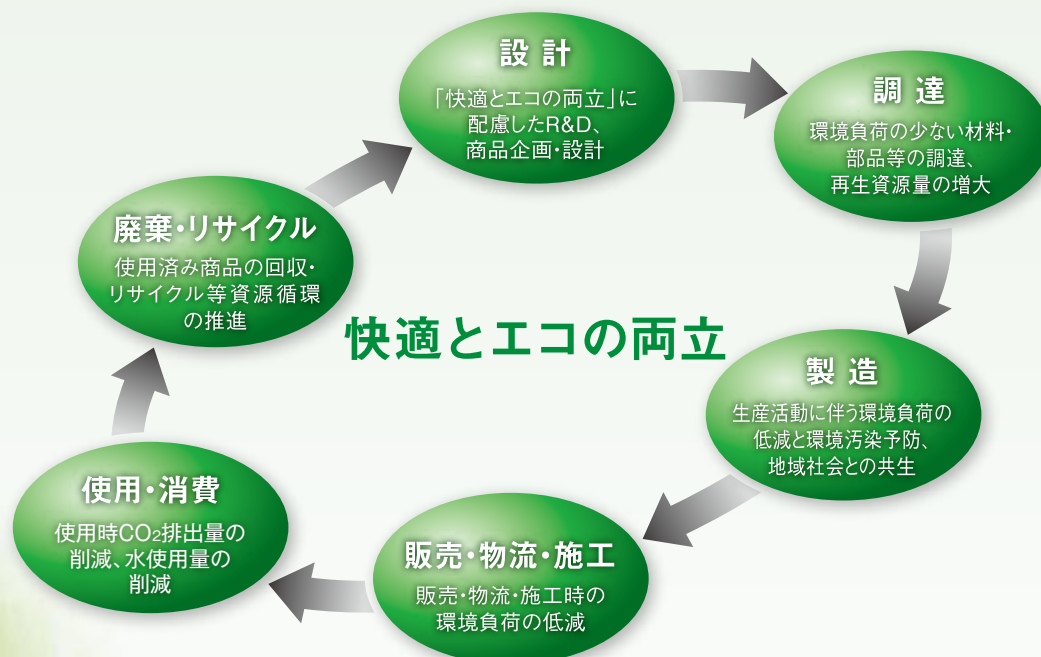 設計
「快適とエコの両立」に
配慮したR&D、
商品企画・設計
調達
環境負荷の少ない材料・
部品等の調達、
再生資源量の増大
製造
生産活動に伴う環境負荷の
低減と環境汚染予防、
地域社会との共生
販売・物流・施工
販売・物流・施工時の
環境負荷の低減
使用・消費
使用時CO₂排出量の
削減、水使用量の
削減
廃棄・リサイクル
使用済み商品の回収・
リサイクル等資源循環
の推進
快適とエコの両立